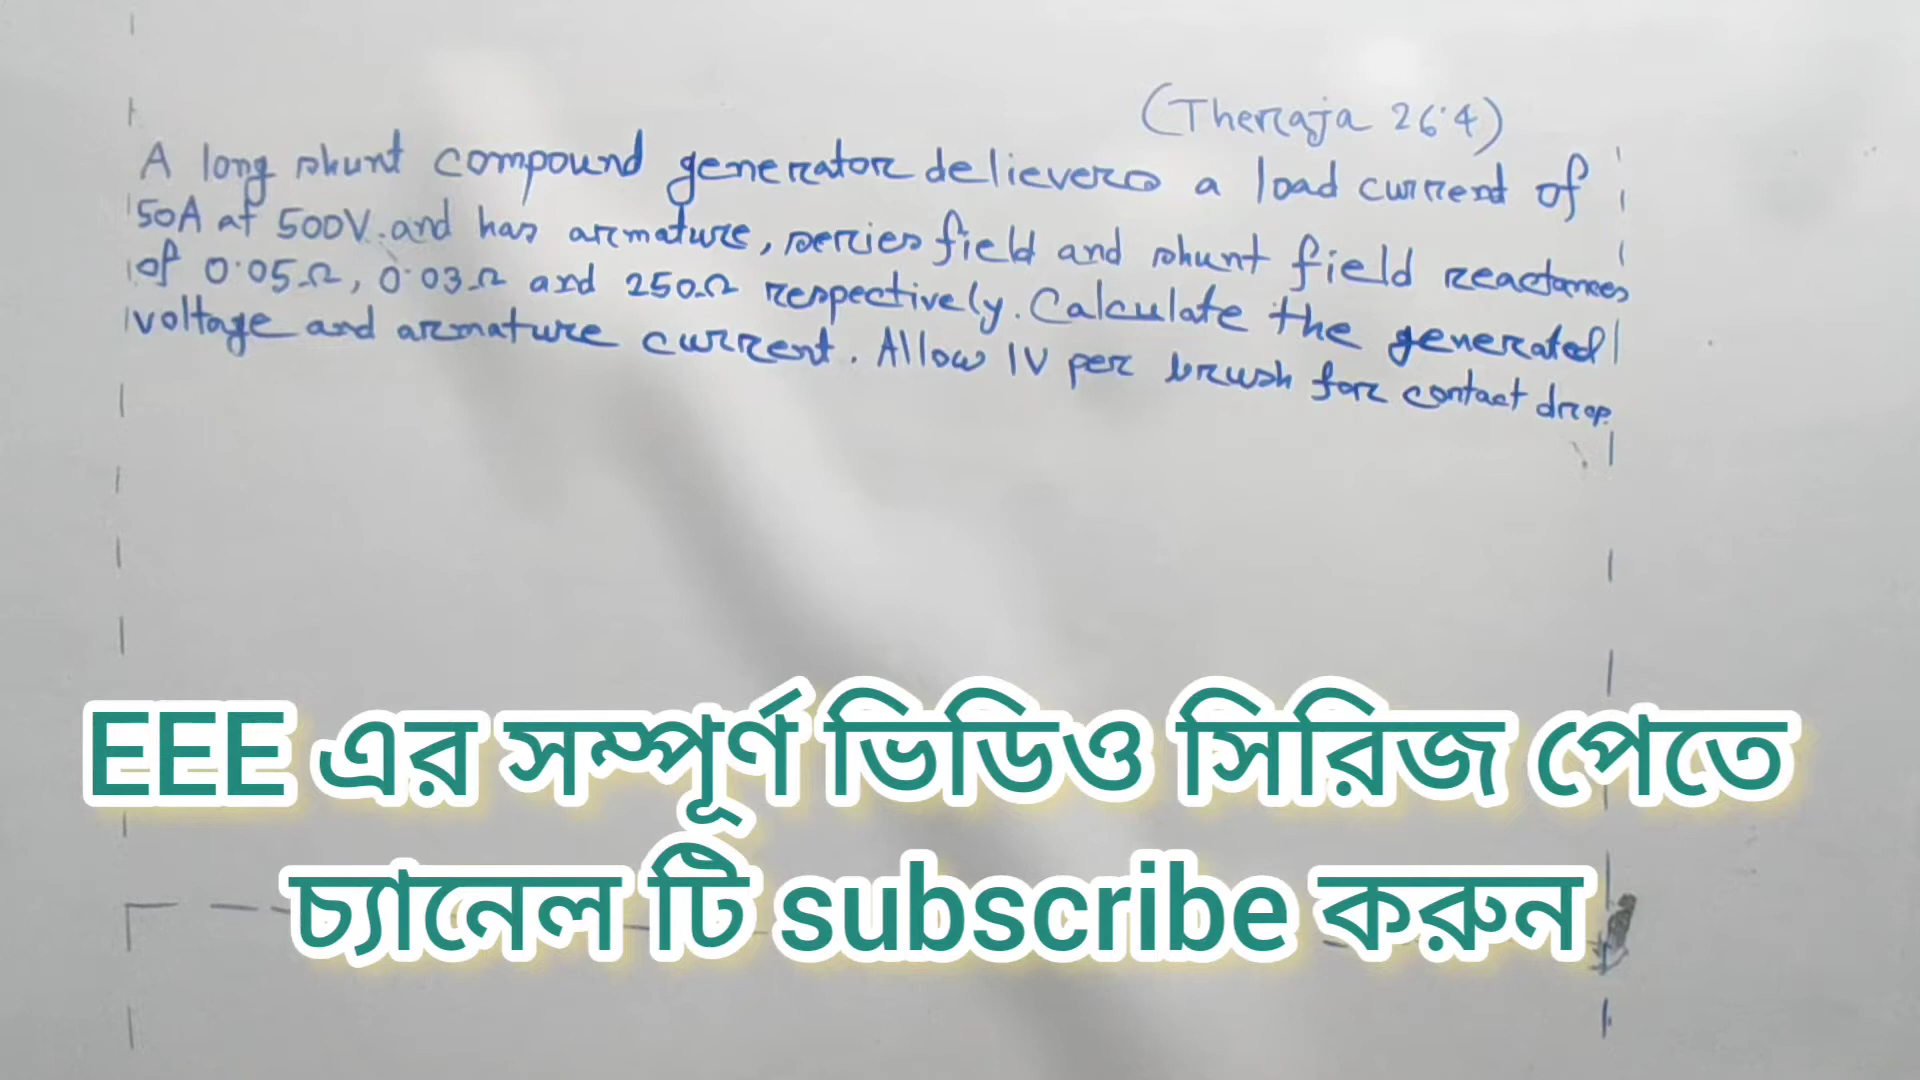 (Theraja 26.4)
A long shunt compound generator delievers a load current of
50A at 500V. and has armature, series field and shunt field reactances
of 0.05Ω, 0.03Ω and 250Ω respectively. Calculate the generated
voltage and armature current. Allow 1V per brush for contact drop.
EEE এর সম্পূর্ণ ভিডিও সিরিজ পেতে
চ্যানেল টি subscribe করুন